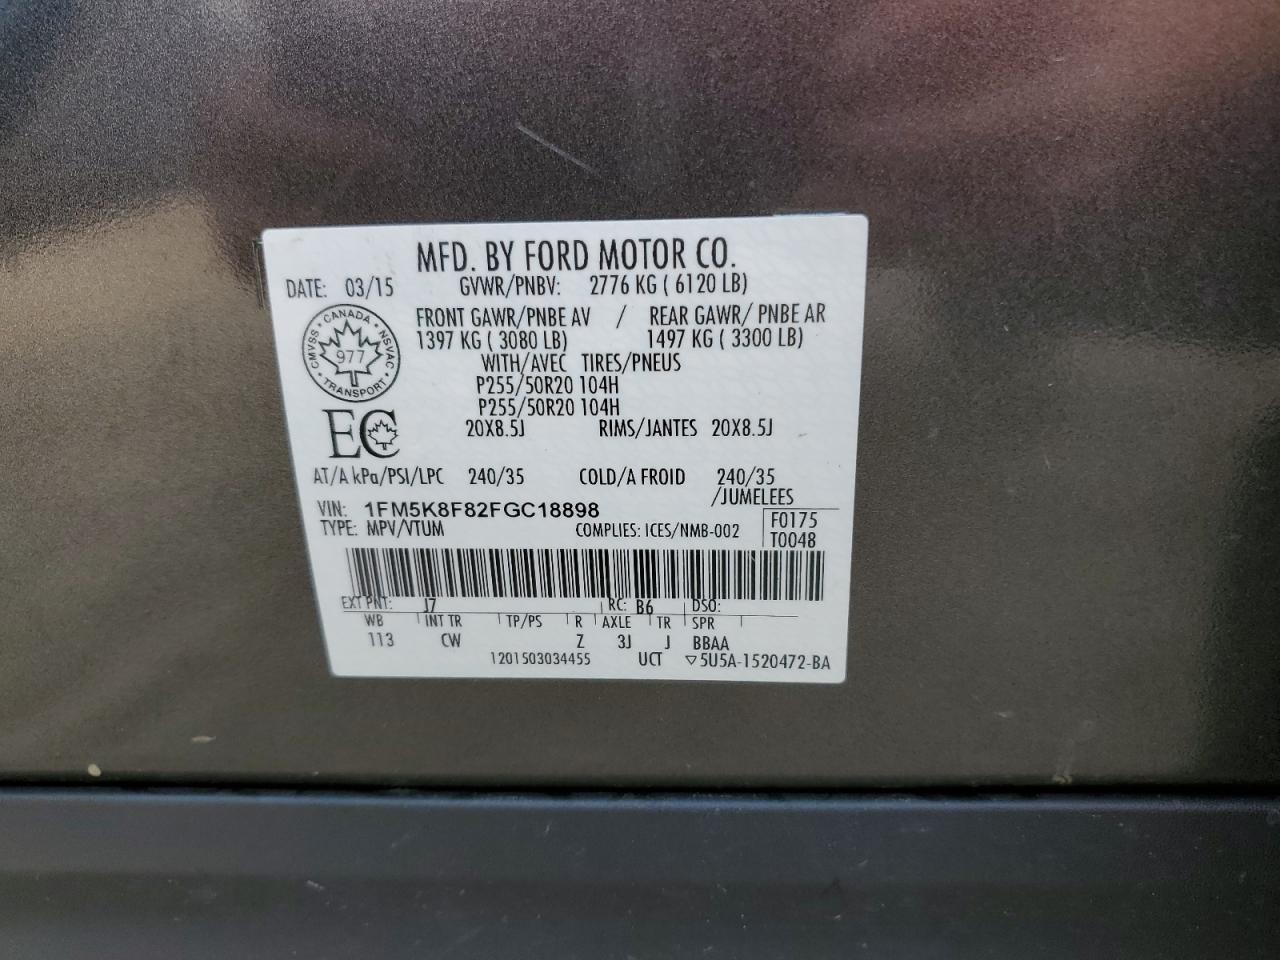 MFD. BY FORD MOTOR CO.
DATE: 03/15 GVWR/PNBV: 2776 KG ( 6120 LB)
FRONT GAWR/PNBE AV / REAR GAWR/ PNBE AR
1397 KG ( 3080 LB) 1497 KG ( 3300 LB)
WITH/AVEC TIRES/PNEUS
P255/50R20 104H
P255/50R20 104H
20X8.5J RIMS/JANTES 20X8.5J
CANADA
CMVSS 977 NSVAC
TRANSPORT
EC
AT/A kPa/PSI/LPC 240/35 COLD/A FROID 240/35
/JUMELEES
VIN: 1FM5K8F82FGC18898
TYPE: MPV/VTUM COMPLIES: ICES/NMB-002
F0175
T0048
EXT PNT: J7 RC: B6 DSO:
WB INT TR TP/PS R AXLE TR SPR
113 CW Z 3J J BBAA
1201503034455 UCT ▽5U5A-1520472-BA